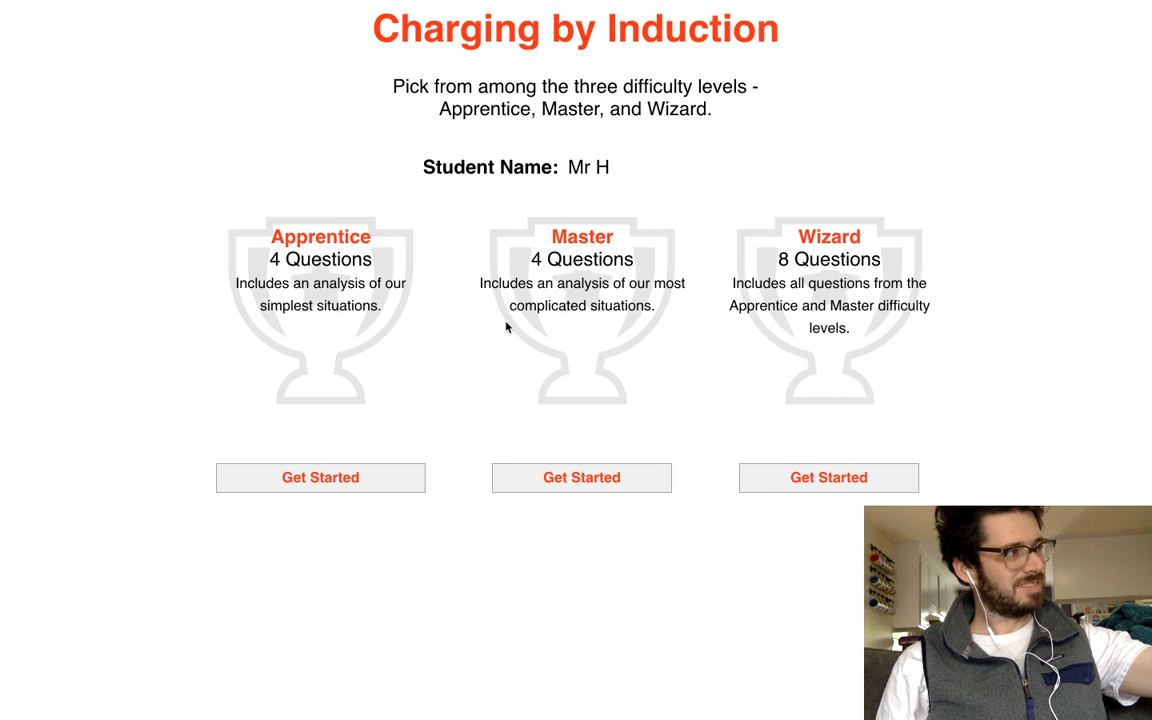 Charging by Induction
Pick from among the three difficulty levels -
Apprentice, Master, and Wizard.
Student Name: Mr H
Apprentice
4 Questions
Includes an analysis of our
simplest situations.
Get Started
Master
4 Questions
Includes an analysis of our most
complicated situations.
Get Started
Wizard
8 Questions
Includes all questions from the
Apprentice and Master difficulty
levels.
Get Started